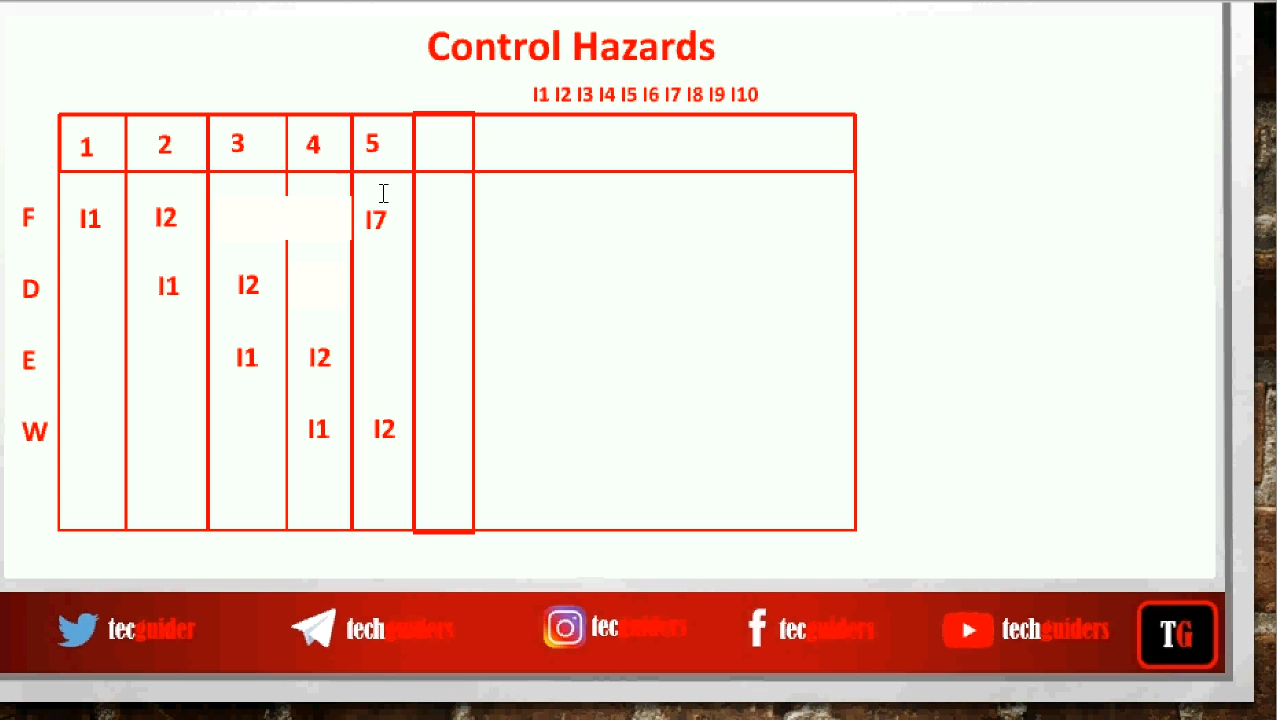 Control Hazards
I1 I2 I3 I4 I5 I6 I7 I8 I9 I10
1 2 3 4 5
F I1 I2 I7
D I1 I2
E I1 I2
W I1 I2
tecguider techguiders tecguiders tecguiders techguiders TG